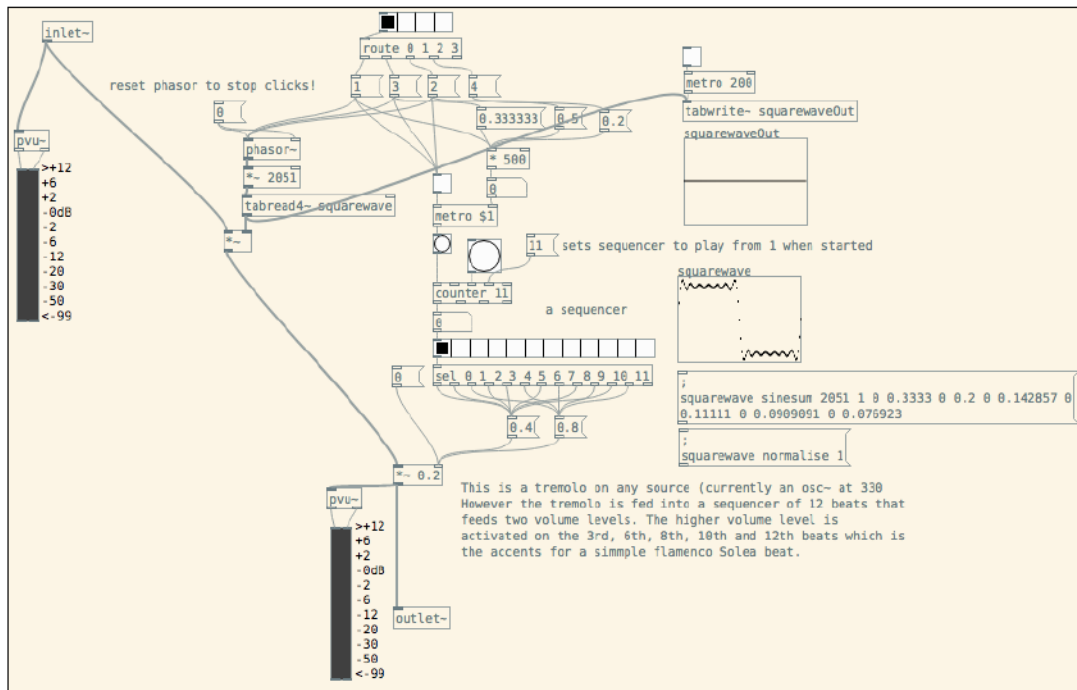 inlet~
route 0 1 2 3
reset phasor to stop clicks!
1 3 2 4
metro 200
0
0.333333 0.5 0.2
tabwrite~ squarewaveOut
pvu~
squarewaveOut
phasor~
* 500
>+12
+6
+2
-0dB
-2
-6
-12
-20
-30
-50
<-99
*~ 2051
0
tabread4~ squarewave
metro $1
*~
11 sets sequencer to play from 1 when started
squarewave
counter 11
a sequencer
0
0
sel 0 1 2 3 4 5 6 7 8 9 10 11
;
squarewave sinesum 2051 1 0 0.3333 0 0.2 0 0.142857 0
0.11111 0 0.0909091 0 0.076923
0.4 0.8
;
squarewave normalise 1
*~ 0.2
This is a tremolo on any source (currently an osc~ at 330
However the tremolo is fed into a sequencer of 12 beats that
feeds two volume levels. The higher volume level is
activated on the 3rd, 6th, 8th, 10th and 12th beats which is
the accents for a simmple flamenco Solea beat.
pvu~
>+12
+6
+2
-0dB
-2
-6
-12
-20
-30
-50
<-99
outlet~